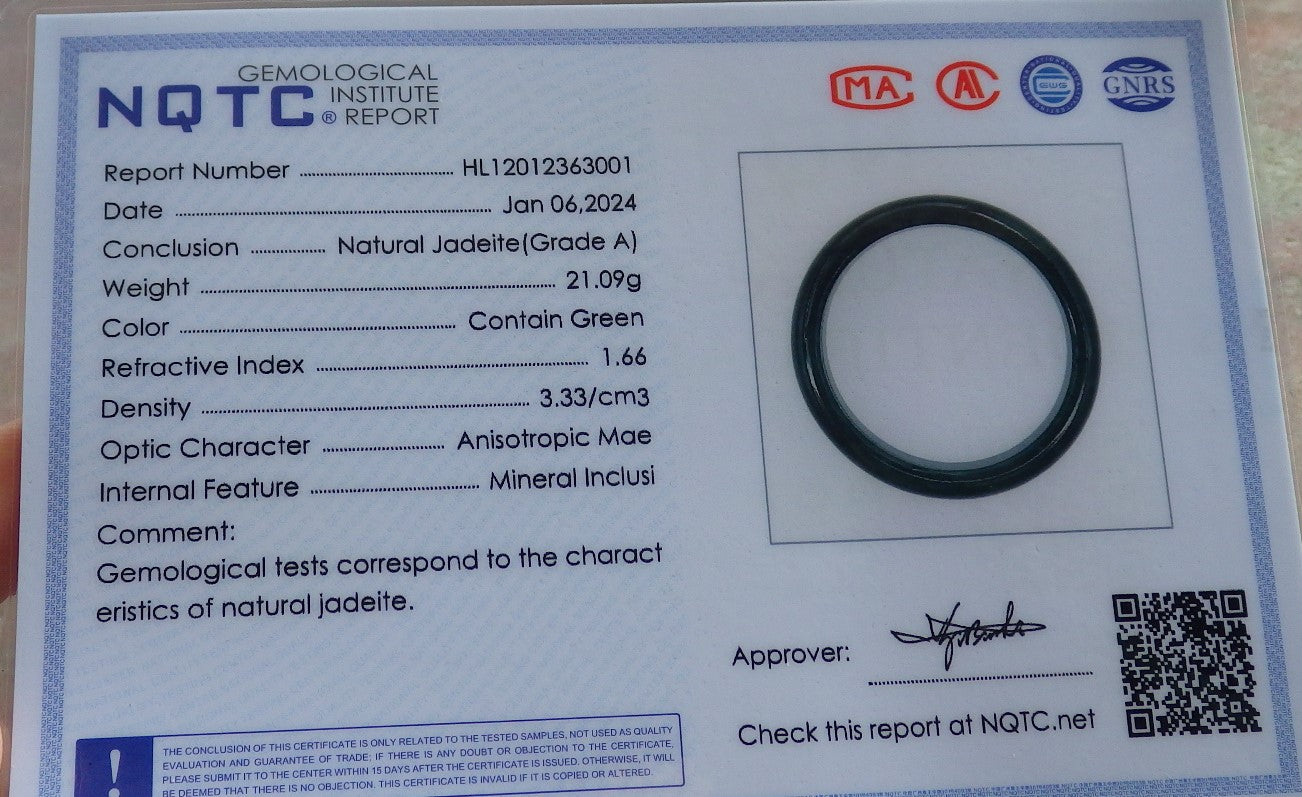 GEMOLOGICAL
NQTC® INSTITUTE
REPORT
MA AL GWG GNRS
Report Number HL12012363001
Date Jan 06,2024
Conclusion Natural Jadeite(Grade A)
Weight 21.09g
Color Contain Green
Refractive Index 1.66
Density 3.33/cm3
Optic Character Anisotropic Mae
Internal Feature Mineral Inclusi
Comment:
Gemological tests correspond to the charact
eristics of natural jadeite.
Approver:
Check this report at NQTC.net
! THE CONCLUSION OF THIS CERTIFICATE IS ONLY RELATED TO THE TESTED SAMPLES, NOT USED AS QUALITY
EVALUATION AND GUARANTEE OF TRADE; IF THERE IS ANY DOUBT OR OBJECTION TO THE CERTIFICATE,
PLEASE SUBMIT IT TO THE CENTER WITHIN 15 DAYS AFTER THE CERTIFICATE IS ISSUED. OTHERWISE, IT WILL
BE DEEMED THAT THERE IS NO OBJECTION. THIS CERTIFICATE IS INVALID IF IT IS COPIED OR ALTERED.